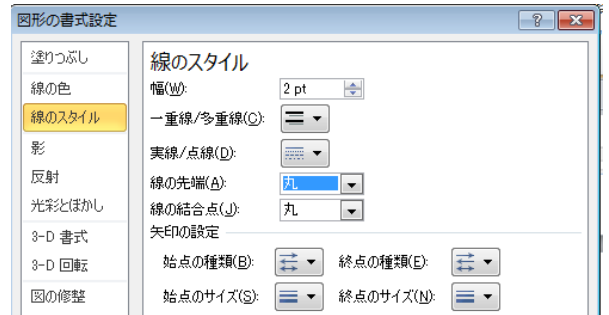 図形の書式設定
塗りつぶし
線の色
線のスタイル
影
反射
光彩とぼかし
3-D 書式
3-D 回転
図の修整
線のスタイル
幅(W): 2 pt
一重線/多重線(C):
実線/点線(D):
線の先端(A): 丸
線の結合点(J): 丸
矢印の設定
始点の種類(B): 終点の種類(E):
始点のサイズ(S): 終点のサイズ(N):